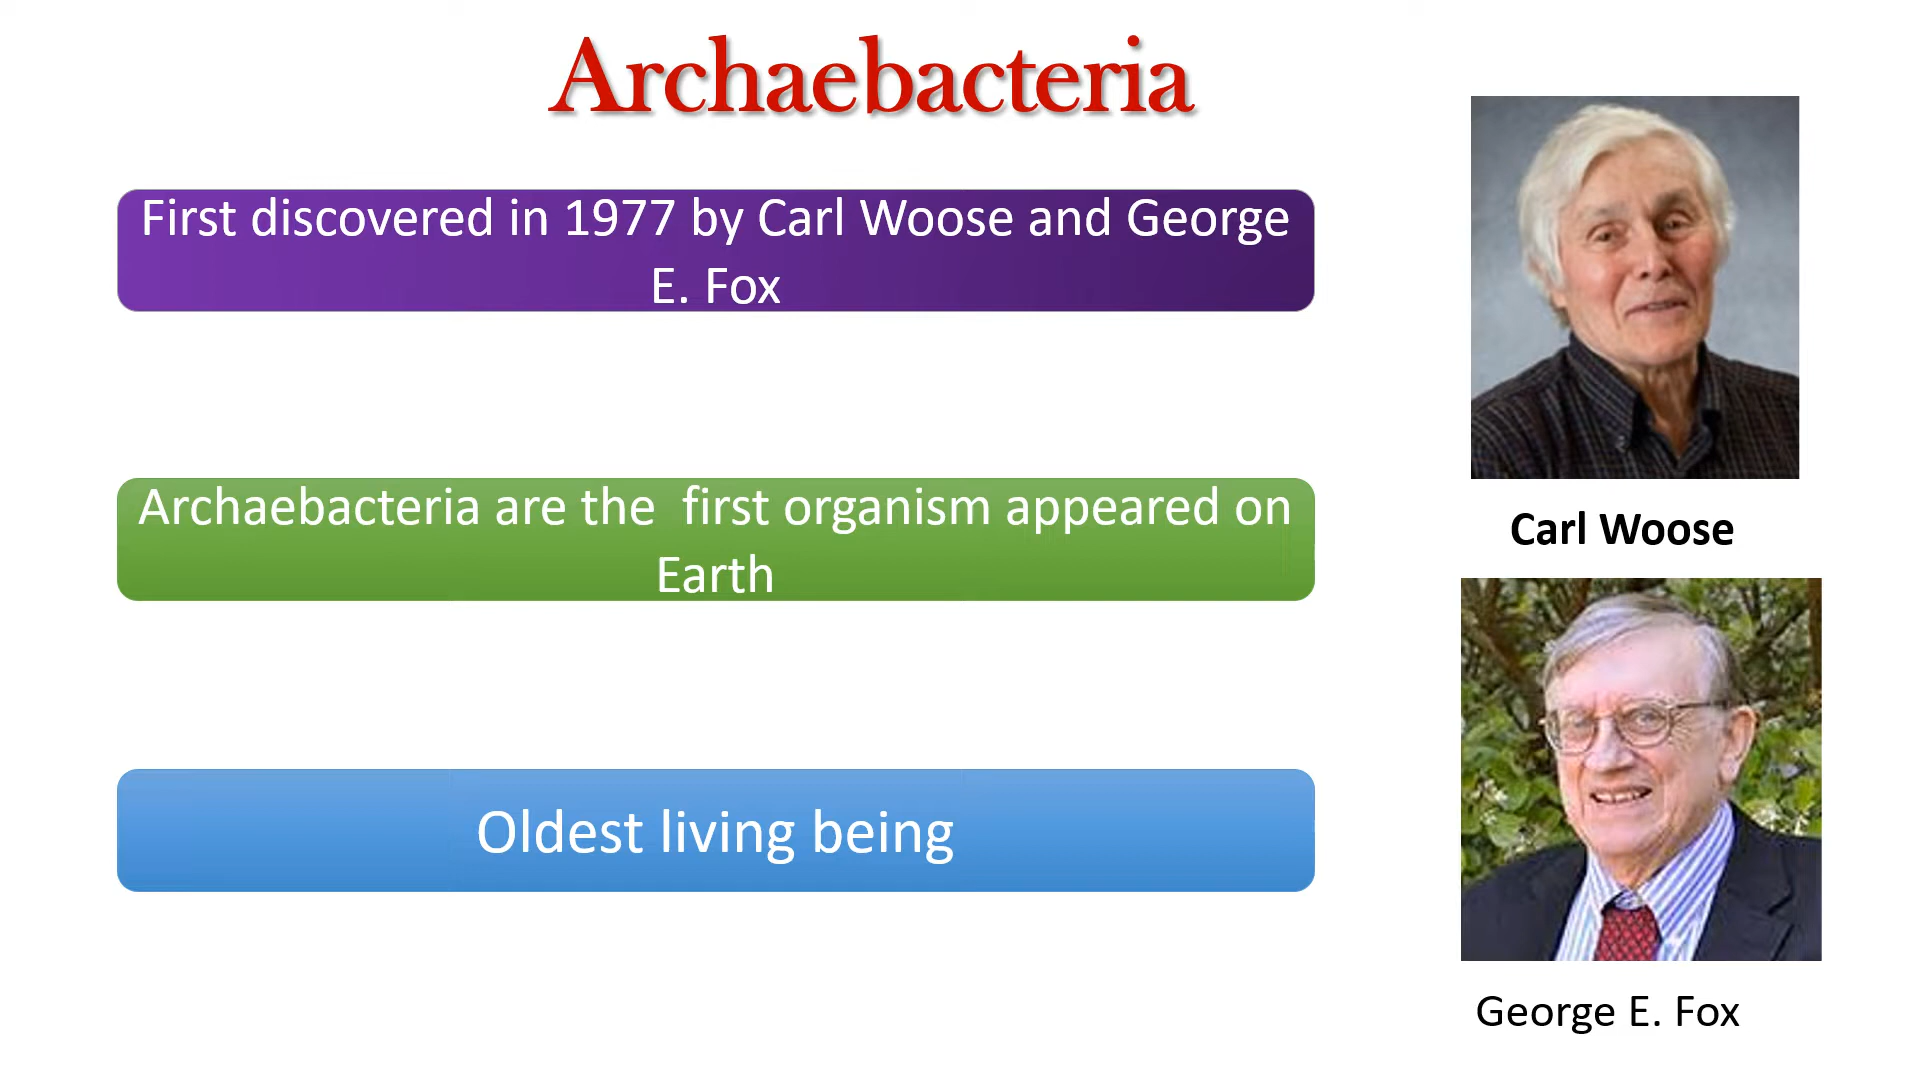 Archaebacteria
First discovered in 1977 by Carl Woose and George
E. Fox
Archaebacteria are the first organism appeared on
Earth
Oldest living being
Carl Woose
George E. Fox